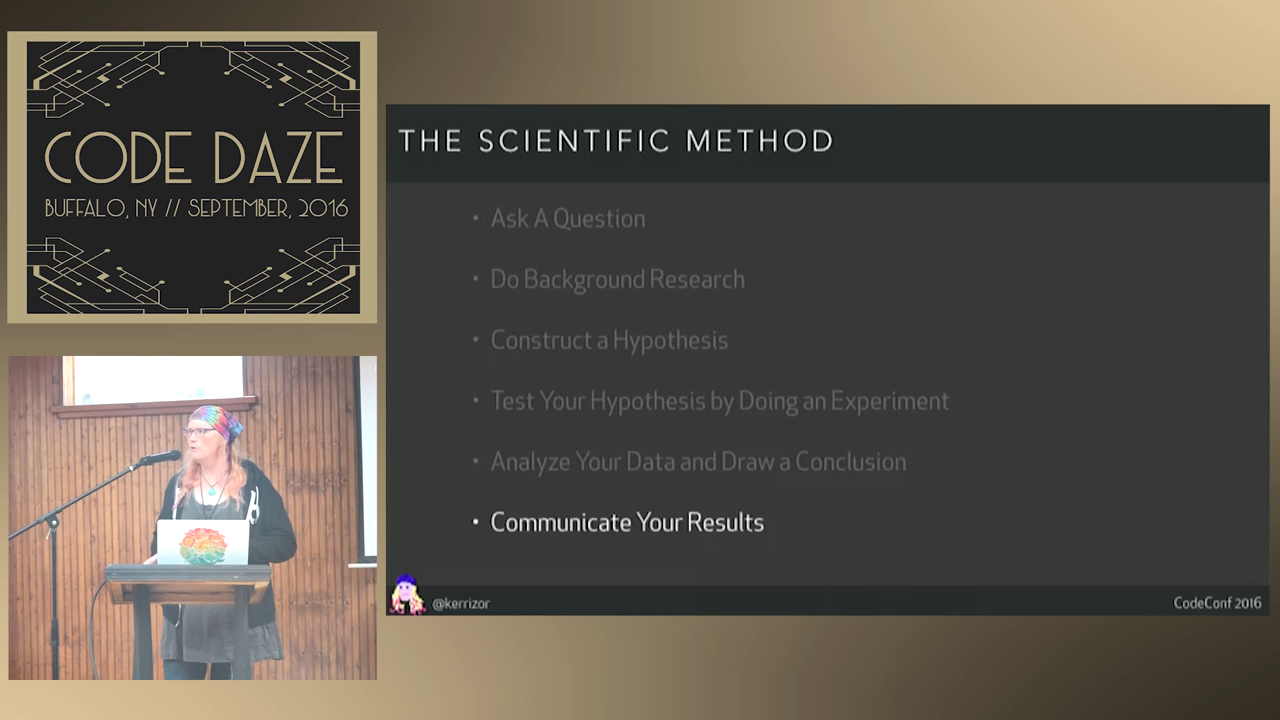 CODE DAZE
BUFFALO, NY // SEPTEMBER, 2016
THE SCIENTIFIC METHOD
• Ask A Question
• Do Background Research
• Construct a Hypothesis
• Test Your Hypothesis by Doing an Experiment
• Analyze Your Data and Draw a Conclusion
• Communicate Your Results
@kerrizor
CodeConf 2016